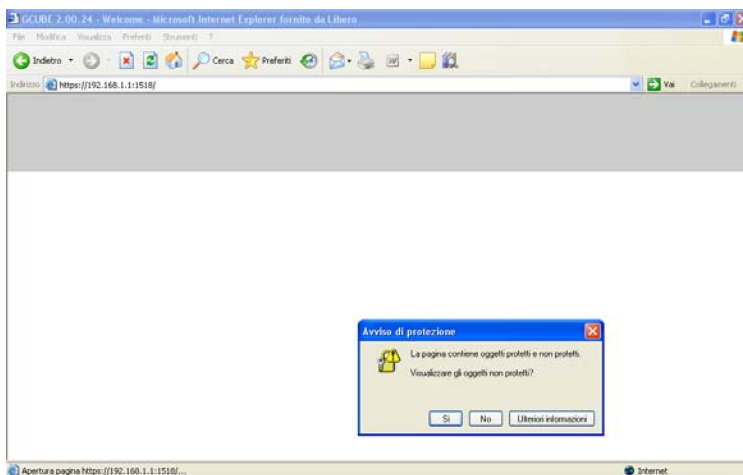 GCUBE 2.00.24 - Welcome - Microsoft Internet Explorer fornito da Libero
File Modifica Visualizza Preferiti Strumenti ?
Indietro Cerca Preferiti
Indirizzo https://192.168.1.1:1518/ Vai Collegamenti
Avviso di protezione
La pagina contiene oggetti protetti e non protetti.
Visualizzare gli oggetti non protetti?
Sì No Ulteriori informazioni
Apertura pagina https://192.168.1.1:1518/... Internet